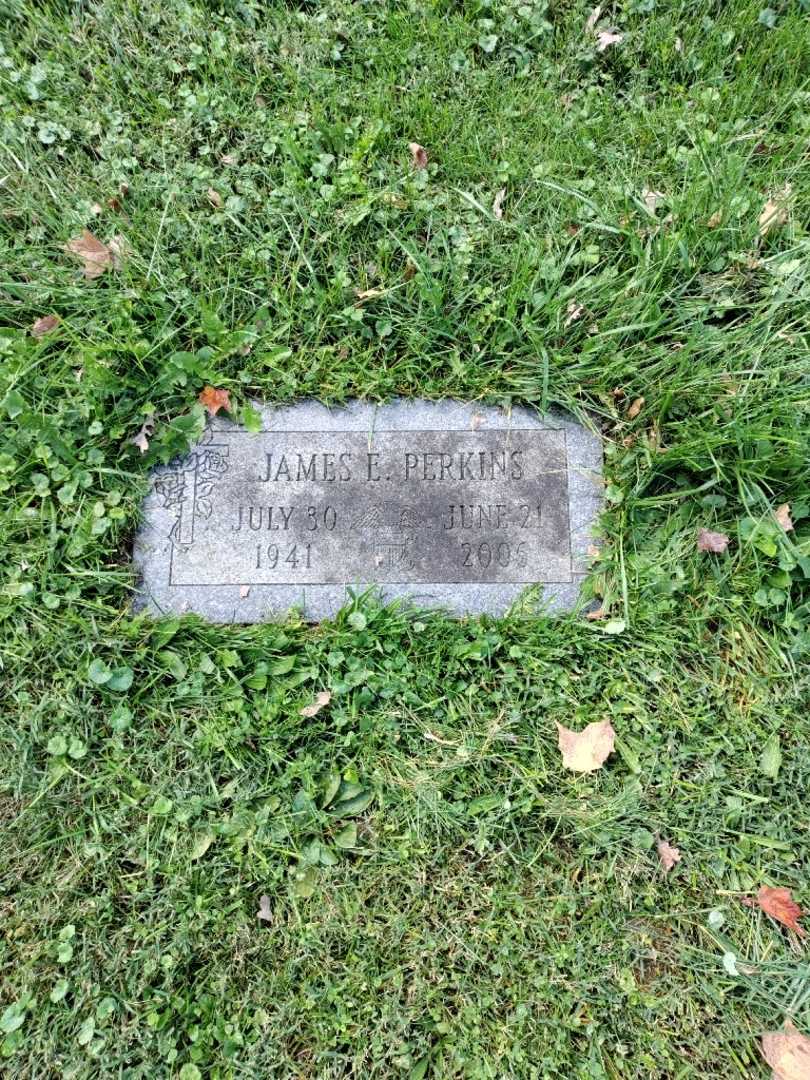 JAMES E. PERKINS
JULY 30 JUNE 21
1941 2006